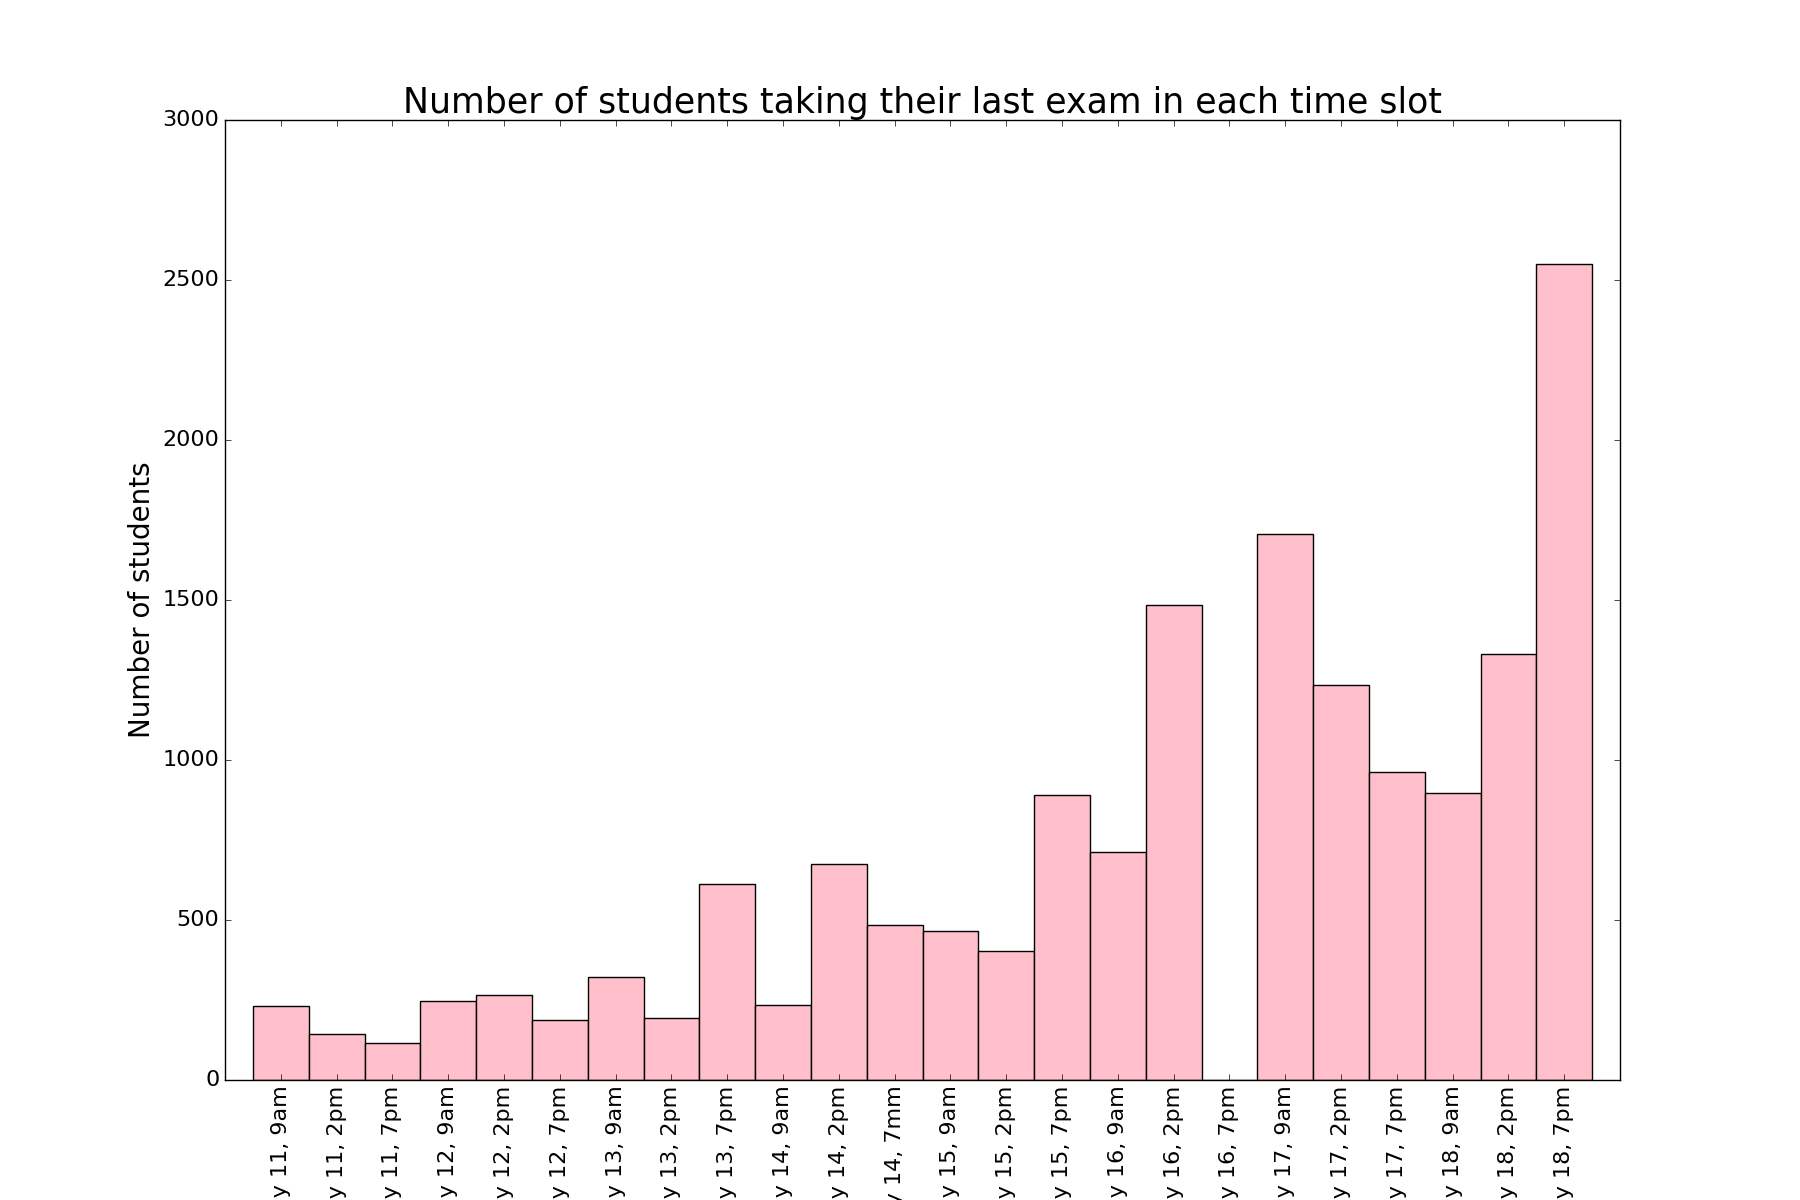 Number of students taking their last exam in each time slot
3000
2500
2000
1500
1000
500
0
Number of students
y 11, 9am
y 11, 2pm
y 11, 7pm
y 12, 9am
y 12, 2pm
y 12, 7pm
y 13, 9am
y 13, 2pm
y 13, 7pm
y 14, 9am
y 14, 2pm
y 14, 7mm
y 15, 9am
y 15, 2pm
y 15, 7pm
y 16, 9am
y 16, 2pm
y 16, 7pm
y 17, 9am
y 17, 2pm
y 17, 7pm
y 18, 9am
y 18, 2pm
y 18, 7pm